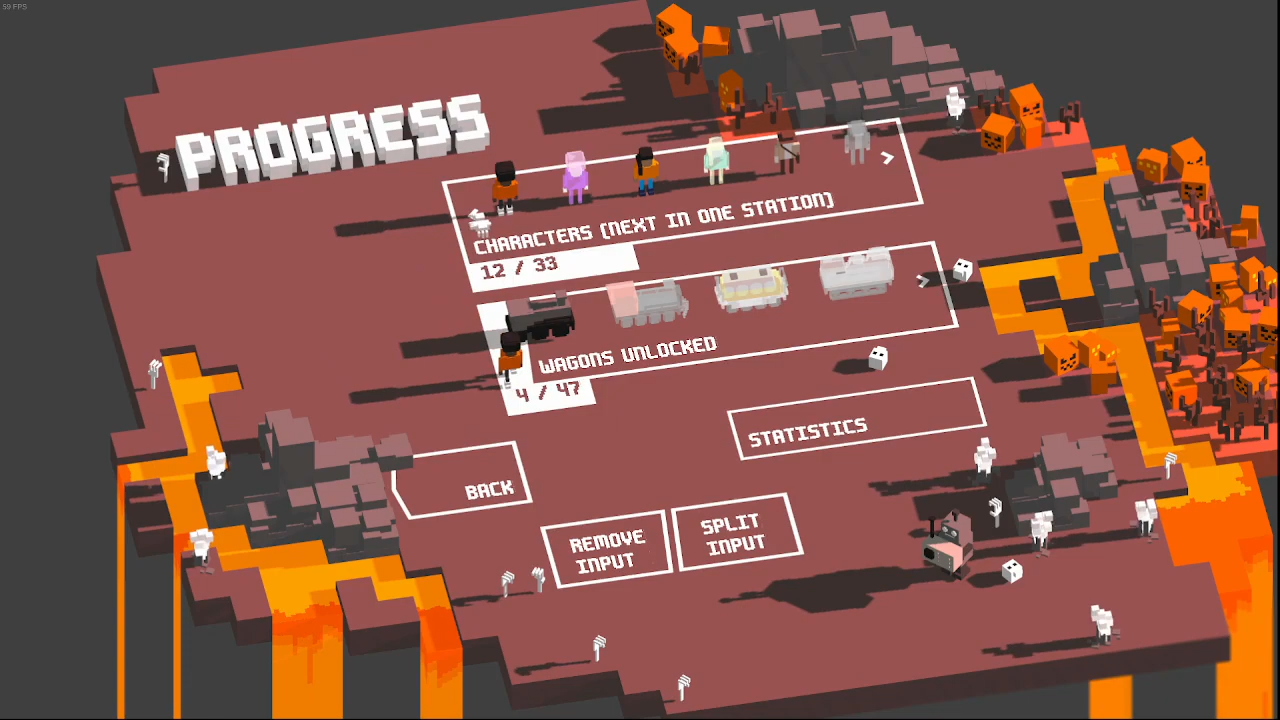 59 FPS
PROGRESS
CHARACTERS (NEXT IN ONE STATION)
12 / 33
WAGONS UNLOCKED
4 / 47
STATISTICS
BACK
REMOVE
INPUT
SPLIT
INPUT